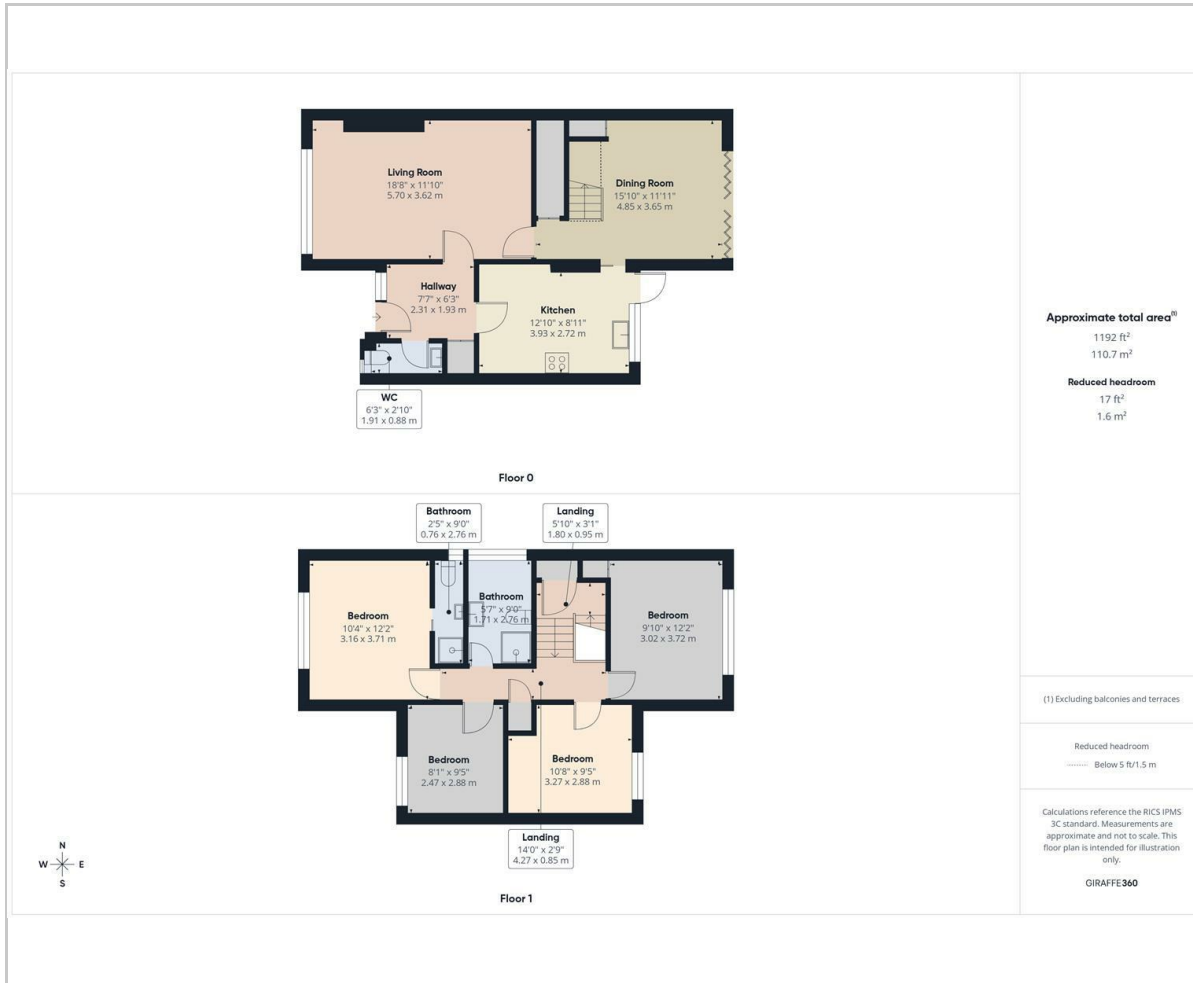 Living Room
18'8" x 11'10"
5.70 x 3.62 m
Dining Room
15'10" x 11'11"
4.85 x 3.65 m
Hallway
7'7" x 6'3"
2.31 x 1.93 m
Kitchen
12'10" x 8'11"
3.93 x 2.72 m
WC
6'3" x 2'10"
1.91 x 0.88 m
Floor 0
Bathroom
2'5" x 9'0"
0.76 x 2.76 m
Landing
5'10" x 3'1"
1.80 x 0.95 m
Bedroom
10'4" x 12'2"
3.16 x 3.71 m
Bathroom
5'7" x 9'0"
1.71 x 2.76 m
Bedroom
9'10" x 12'2"
3.02 x 3.72 m
Bedroom
8'1" x 9'5"
2.47 x 2.88 m
Bedroom
10'8" x 9'5"
3.27 x 2.88 m
Landing
14'0" x 2'9"
4.27 x 0.85 m
N
W E
S
Floor 1
Approximate total area⁽¹⁾
1192 ft²
110.7 m²
Reduced headroom
17 ft²
1.6 m²
(1) Excluding balconies and terraces
Reduced headroom
Below 5 ft/1.5 m
Calculations reference the RICS IPMS
3C standard. Measurements are
approximate and not to scale. This
floor plan is intended for illustration
only.
GIRAFFE360